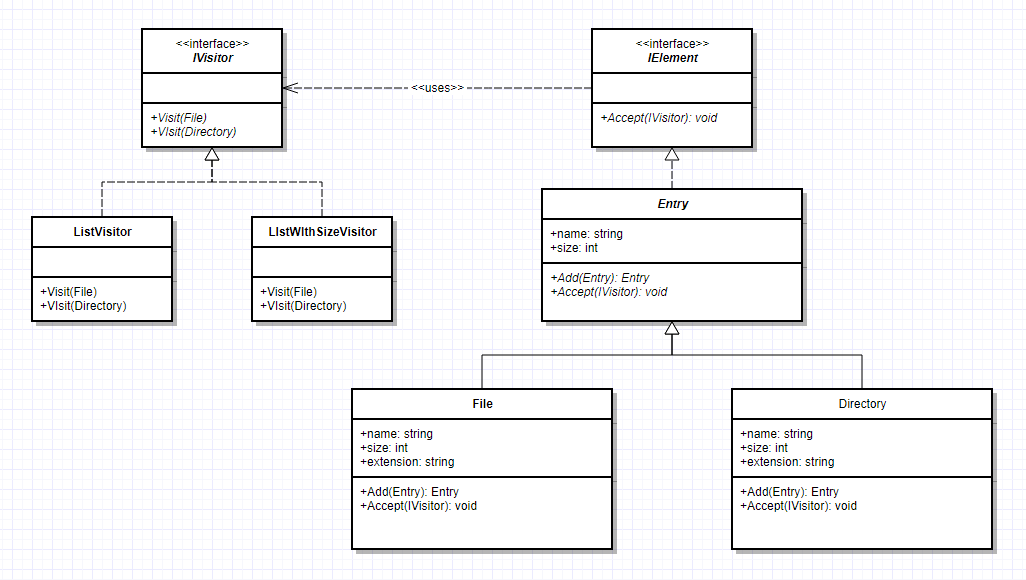 <<interface>>
IVisitor
+Visit(File)
+VIsit(Directory)
<<uses>>
<<interface>>
IElement
+Accept(IVisitor): void
ListVisitor
+Visit(File)
+VIsit(Directory)
LIstWIthSizeVisitor
+Visit(File)
+VIsit(Directory)
Entry
+name: string
+size: int
+Add(Entry): Entry
+Accept(IVisitor): void
File
+name: string
+size: int
+extension: string
+Add(Entry): Entry
+Accept(IVisitor): void
Directory
+name: string
+size: int
+extension: string
+Add(Entry): Entry
+Accept(IVisitor): void